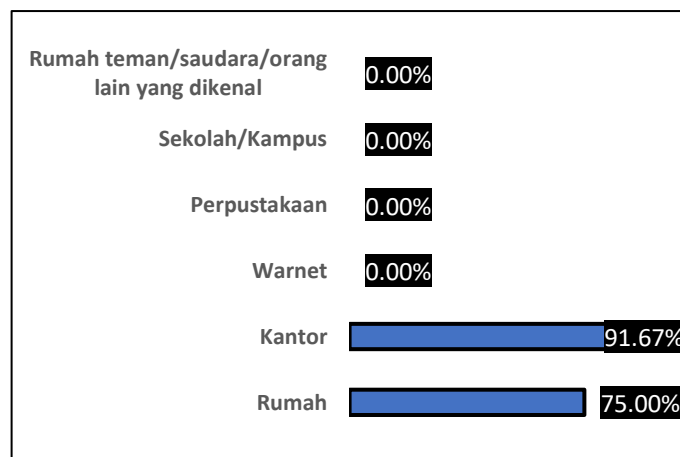 Rumah teman/saudara/orang
lain yang dikenal
0.00%
Sekolah/Kampus
0.00%
Perpustakaan
0.00%
Warnet
0.00%
Kantor
91.67%
Rumah
75.00%